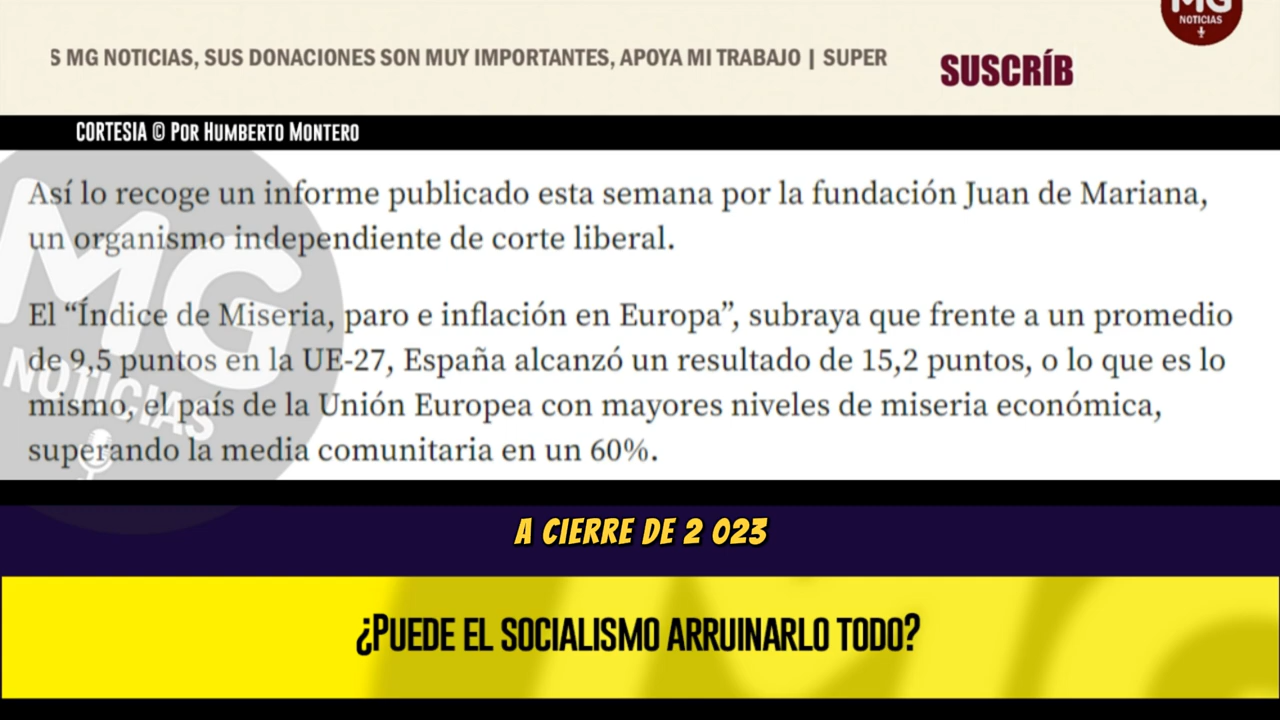 S MG NOTICIAS, SUS DONACIONES SON MUY IMPORTANTES, APOYA MI TRABAJO | SUPER
SUSCRÍB
MG
NOTICIAS
CORTESIA © POR HUMBERTO MONTERO
Así lo recoge un informe publicado esta semana por la fundación Juan de Mariana,
un organismo independiente de corte liberal.
El “Índice de Miseria, paro e inflación en Europa”, subraya que frente a un promedio
de 9,5 puntos en la UE-27, España alcanzó un resultado de 15,2 puntos, o lo que es lo
mismo, el país de la Unión Europea con mayores niveles de miseria económica,
superando la media comunitaria en un 60%.
MG
NOTICIAS
A CIERRE DE 2 023
¿PUEDE EL SOCIALISMO ARRUINARLO TODO?